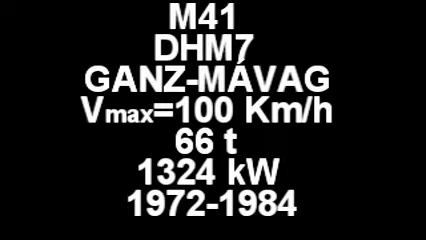 M41
DHM7
GANZ-MÁVAG
Vmax=100 Km/h
66 t
1324 kW
1972-1984